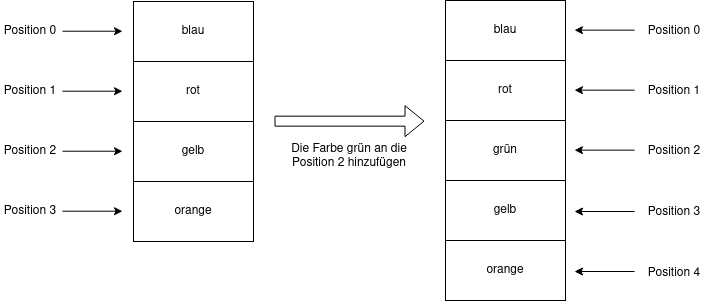 Position 0
blau
Position 1
rot
Position 2
gelb
Position 3
orange
Die Farbe grün an die
Position 2 hinzufügen
blau
Position 0
rot
Position 1
grün
Position 2
gelb
Position 3
orange
Position 4